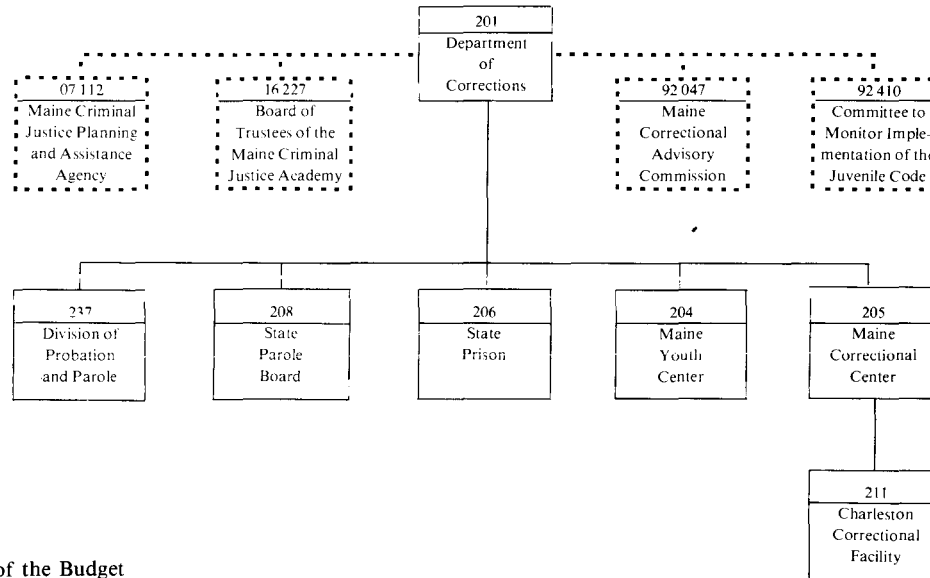 201
Department
of
Corrections
07 112
Maine Criminal
Justice Planning
and Assistance
Agency
16 227
Board of
Trustees of the
Maine Criminal
Justice Academy
92 047
Maine
Correctional
Advisory
Commission
92 410
Committee to
Monitor Imple-
mentation of the
Juvenile Code
237
Division of
Probation
and Parole
208
State
Parole
Board
206
State
Prison
204
Maine
Youth
Center
205
Maine
Correctional
Center
211
Charleston
Correctional
Facility
of the Budget